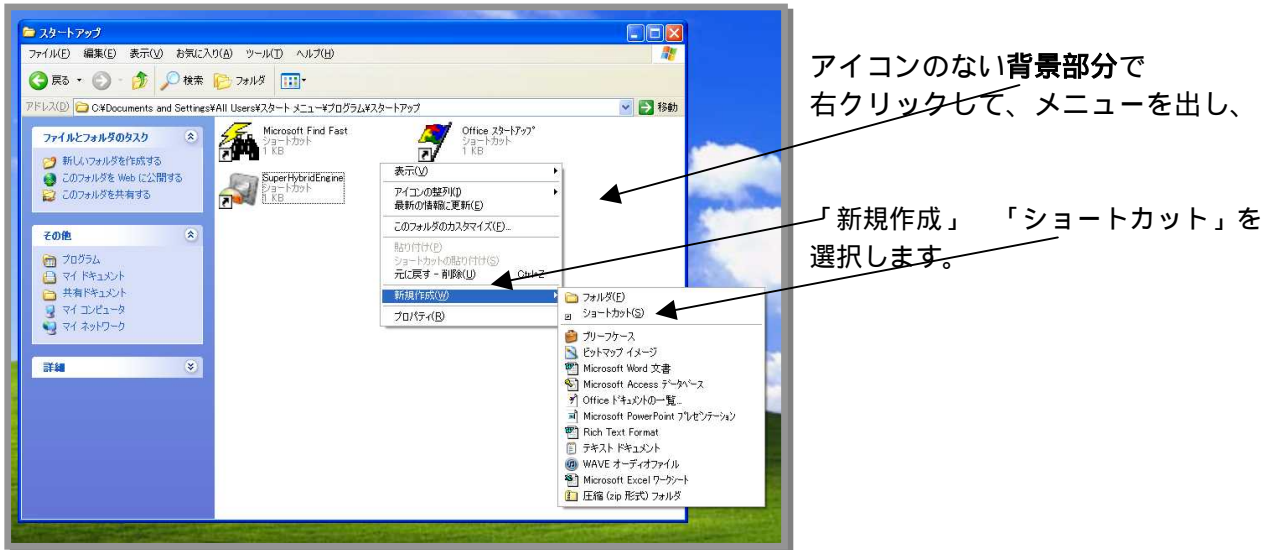 スタートアップ
ファイル(F) 編集(E) 表示(V) お気に入り(A) ツール(T) ヘルプ(H)
戻る 検索 フォルダ
アドレス(D) C:¥Documents and Settings¥All Users¥スタート メニュー¥プログラム¥スタートアップ 移動
ファイルとフォルダのタスク
新しいフォルダを作成する
このフォルダを Web に公開する
このフォルダを共有する
その他
プログラム
マイ ドキュメント
共有ドキュメント
マイ コンピュータ
マイ ネットワーク
詳細
Microsoft Find Fast
ショートカット
1 KB
Office スタートアップ
ショートカット
1 KB
SuperHybridEngine
ショートカット
1 KB
表示(V)
アイコンの整列(I)
最新の情報に更新(E)
このフォルダのカスタマイズ(F)...
貼り付け(P)
ショートカットの貼り付け(S)
元に戻す - 削除(U) Ctrl+Z
新規作成(W)
プロパティ(R)
フォルダ(F)
ショートカット(S)
ブリーフケース
ビットマップ イメージ
Microsoft Word 文書
Microsoft Access データベース
Office ドキュメントの一覧...
Microsoft PowerPoint プレゼンテーション
Rich Text Format
テキスト ドキュメント
WAVE オーディオファイル
Microsoft Excel ワークシート
圧縮 (zip 形式) フォルダ
アイコンのない背景部分で
右クリックして、メニューを出し、
「新規作成」 「ショートカット」を
選択します。